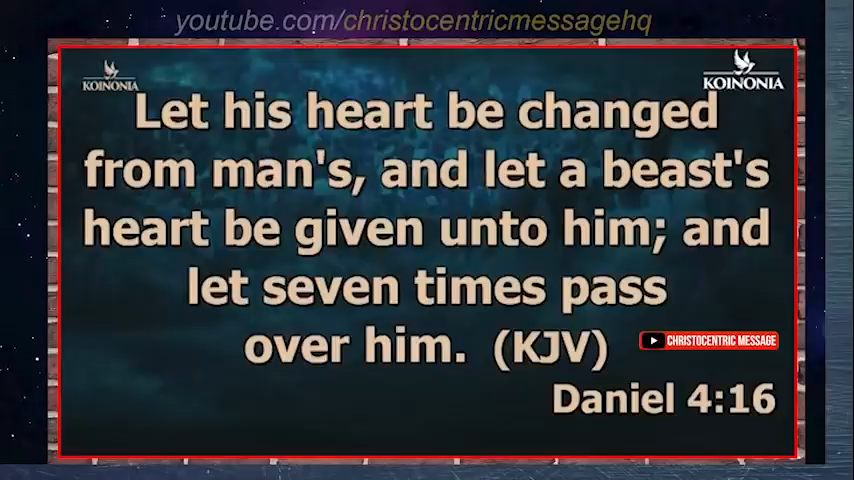 youtube.com/christocentricmessagehq
KOINONIA
KOINONIA
Let his heart be changed
from man's, and let a beast's
heart be given unto him; and
let seven times pass
over him. (KJV)
CHRISTOCENTRIC MESSAGE
Daniel 4:16